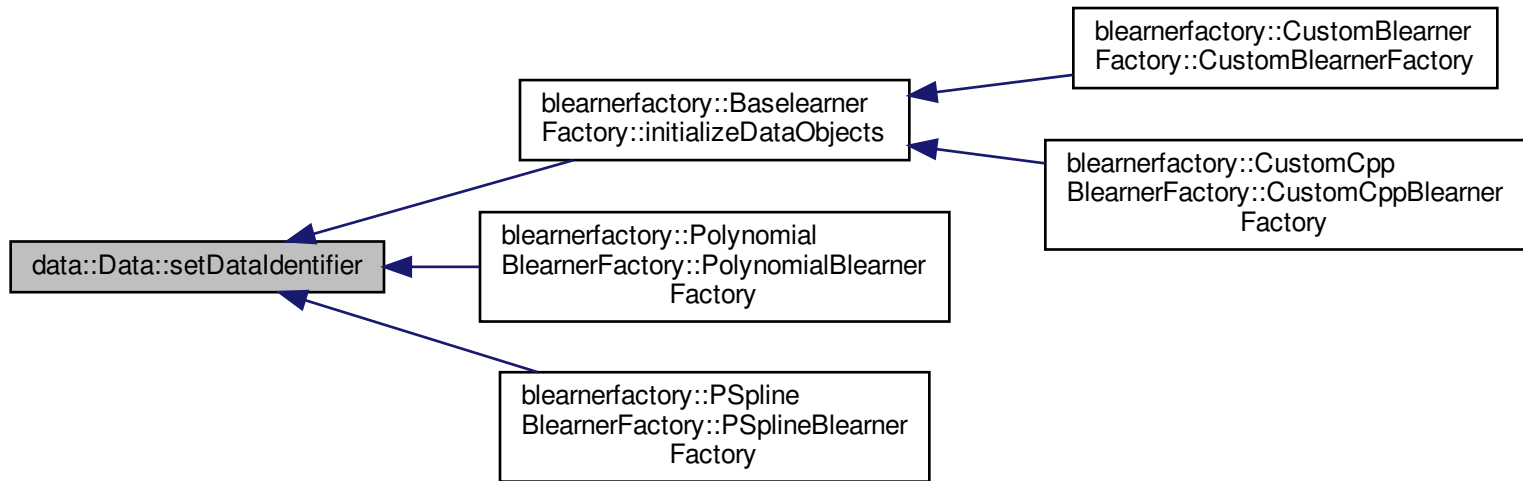 data::Data::setDataIdentifier
blearnerfactory::Baselearner
Factory::initializeDataObjects
blearnerfactory::CustomBlearner
Factory::CustomBlearnerFactory
blearnerfactory::CustomCpp
BlearnerFactory::CustomCppBlearner
Factory
blearnerfactory::Polynomial
BlearnerFactory::PolynomialBlearner
Factory
blearnerfactory::PSpline
BlearnerFactory::PSplineBlearner
Factory